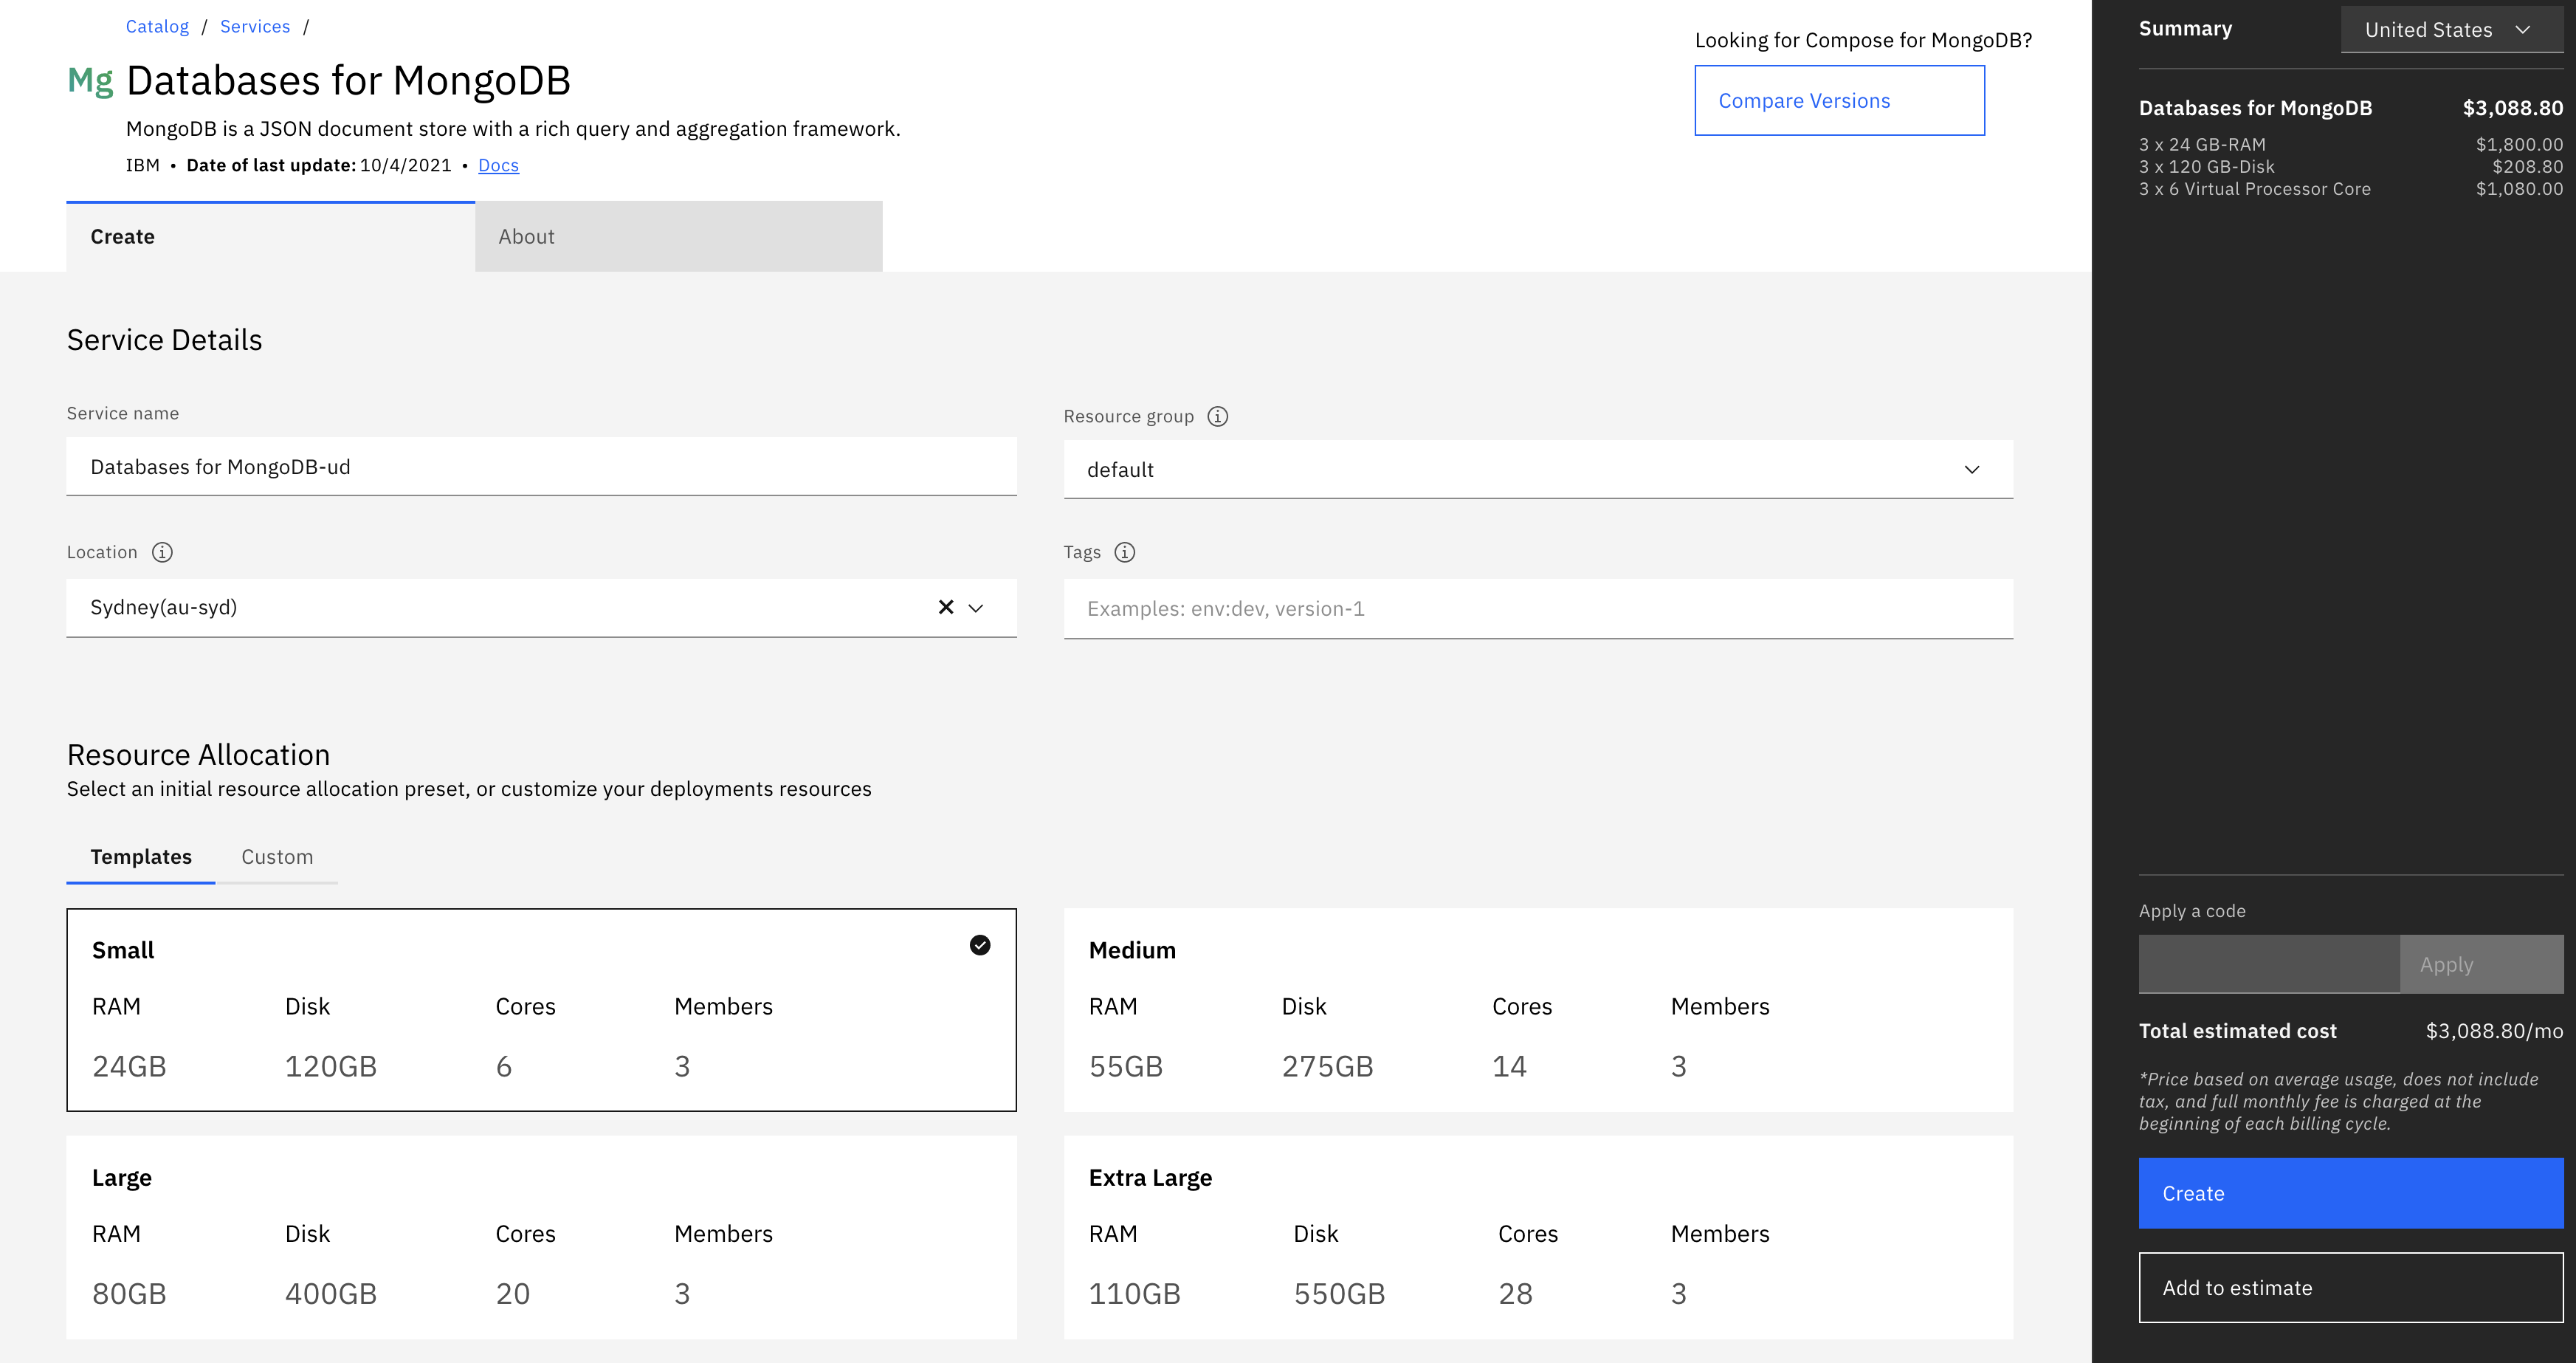 Catalog / Services /
Mg Databases for MongoDB
MongoDB is a JSON document store with a rich query and aggregation framework.
IBM • Date of last update: 10/4/2021 • Docs
Looking for Compose for MongoDB?
Compare Versions
Create
About
Service Details
Service name
Databases for MongoDB-ud
Resource group
default
Location
Sydney(au-syd)
Tags
Examples: env:dev, version-1
Resource Allocation
Select an initial resource allocation preset, or customize your deployments resources
Templates
Custom
Small
RAM Disk Cores Members
24GB 120GB 6 3
Medium
RAM Disk Cores Members
55GB 275GB 14 3
Large
RAM Disk Cores Members
80GB 400GB 20 3
Extra Large
RAM Disk Cores Members
110GB 550GB 28 3
Summary
United States
Databases for MongoDB $3,088.80
3 x 24 GB-RAM $1,800.00
3 x 120 GB-Disk $208.80
3 x 6 Virtual Processor Core $1,080.00
Apply a code
Apply
Total estimated cost $3,088.80/mo
*Price based on average usage, does not include
tax, and full monthly fee is charged at the
beginning of each billing cycle.
Create
Add to estimate